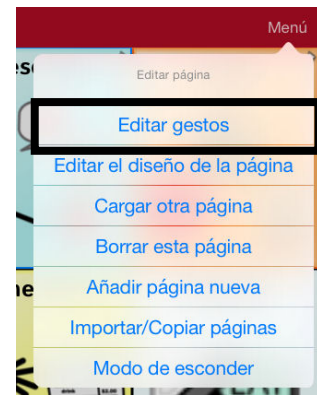 Menú
Editar página
Editar gestos
Editar el diseño de la página
Cargar otra página
Borrar esta página
Añadir página nueva
Importar/Copiar páginas
Modo de esconder